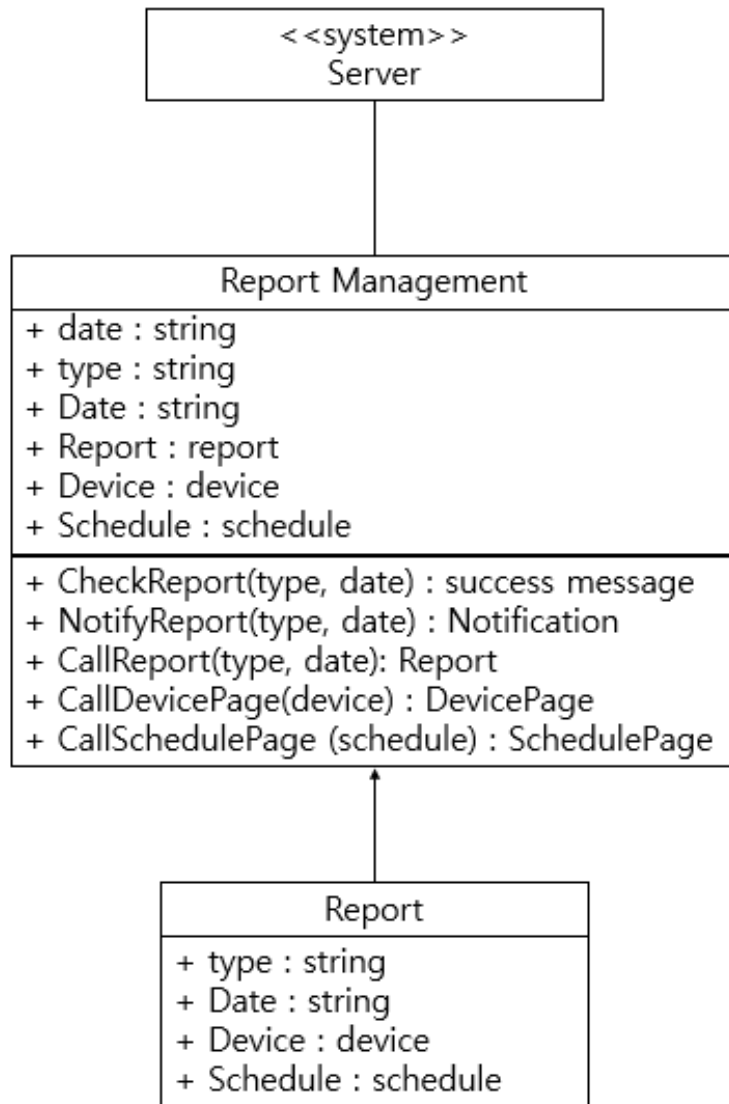 <<system>>
Server
Report Management
+ date : string
+ type : string
+ Date : string
+ Report : report
+ Device : device
+ Schedule : schedule
+ CheckReport(type, date) : success message
+ NotifyReport(type, date) : Notification
+ CallReport(type, date): Report
+ CallDevicePage(device) : DevicePage
+ CallSchedulePage (schedule) : SchedulePage
Report
+ type : string
+ Date : string
+ Device : device
+ Schedule : schedule